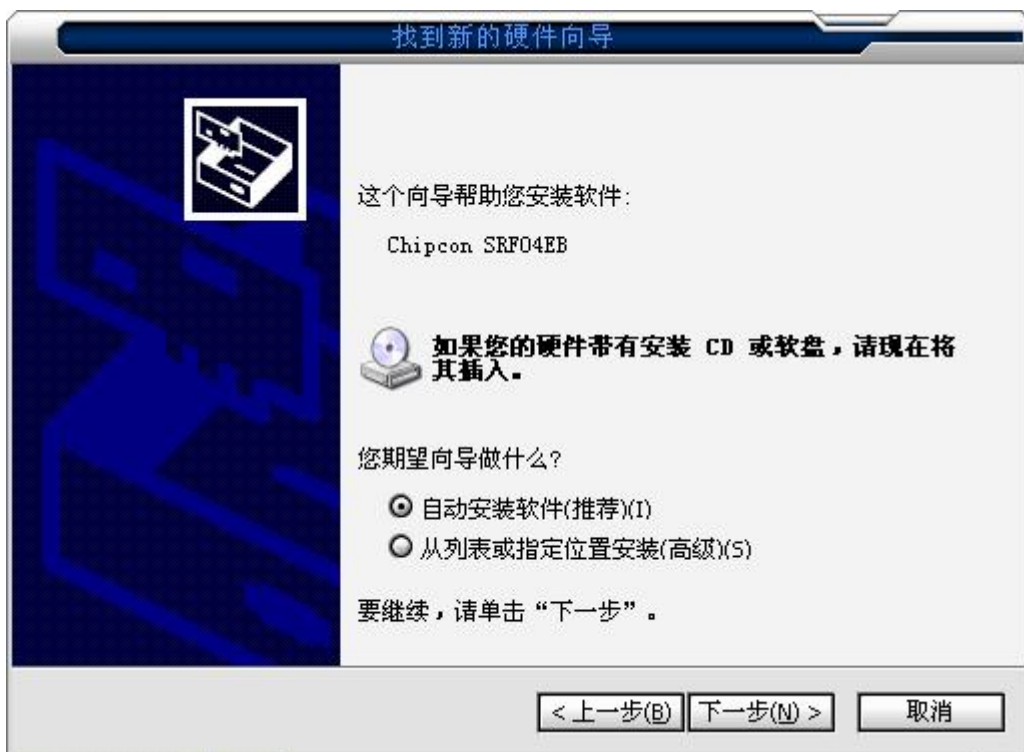 找到新的硬件向导
这个向导帮助您安装软件:
Chipcon SRF04EB
如果您的硬件带有安装 CD 或软盘，请现在将
其插入。
您期望向导做什么?
自动安装软件(推荐)(I)
从列表或指定位置安装(高级)(S)
要继续，请单击“下一步”。
< 上一步(B) 下一步(N) > 取消